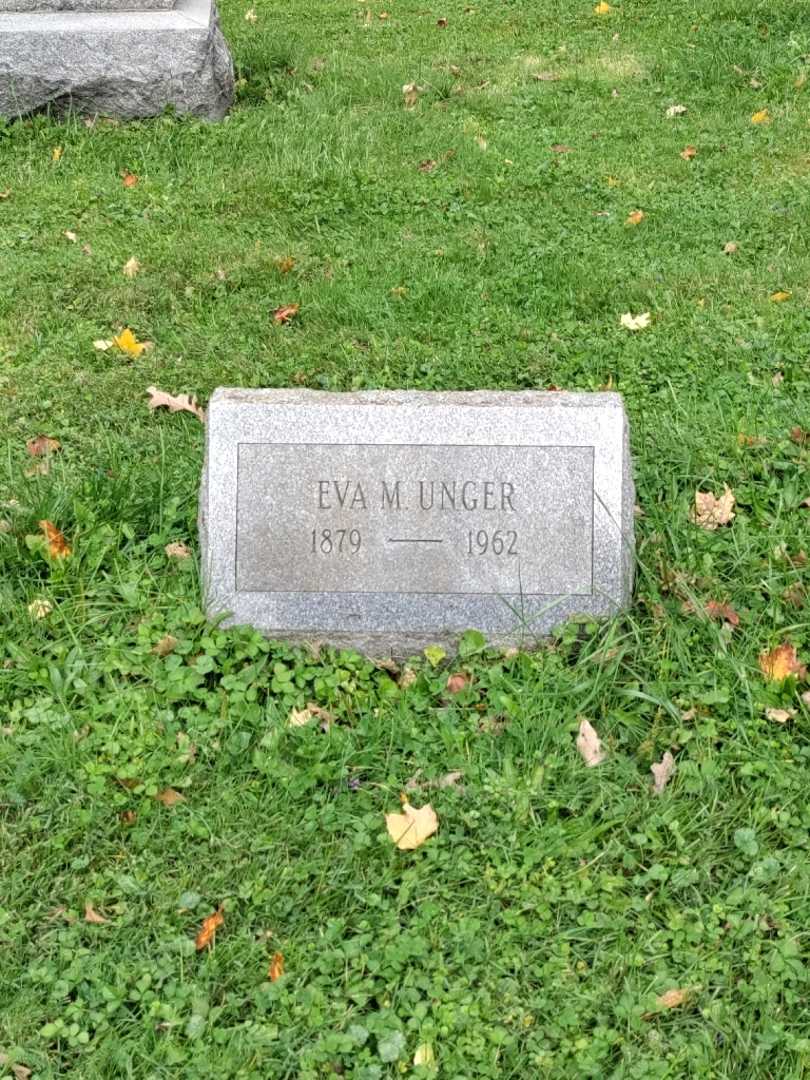 EVA M. UNGER
1879 — 1962